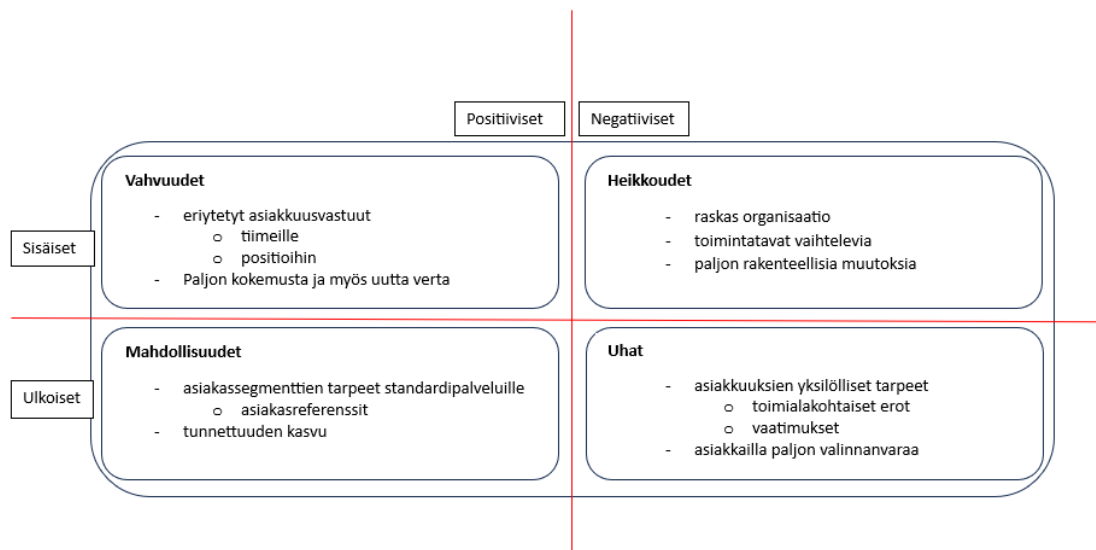 Positiiviset
Negatiiviset
Sisäiset
Vahvuudet
- eriytetyt asiakkuusvastuut
o tiimeille
o positioihin
- Paljon kokemusta ja myös uutta verta
Heikkoudet
- raskas organisaatio
- toimintatavat vaihtelevia
- paljon rakenteellisia muutoksia
Ulkoiset
Mahdollisuudet
- asiakassegmenttien tarpeet standardipalveluille
o asiakasreferenssit
- tunnettuuden kasvu
Uhat
- asiakkuuksien yksilölliset tarpeet
o toimialakohtaiset erot
o vaatimukset
- asiakkailla paljon valinnanvaraa